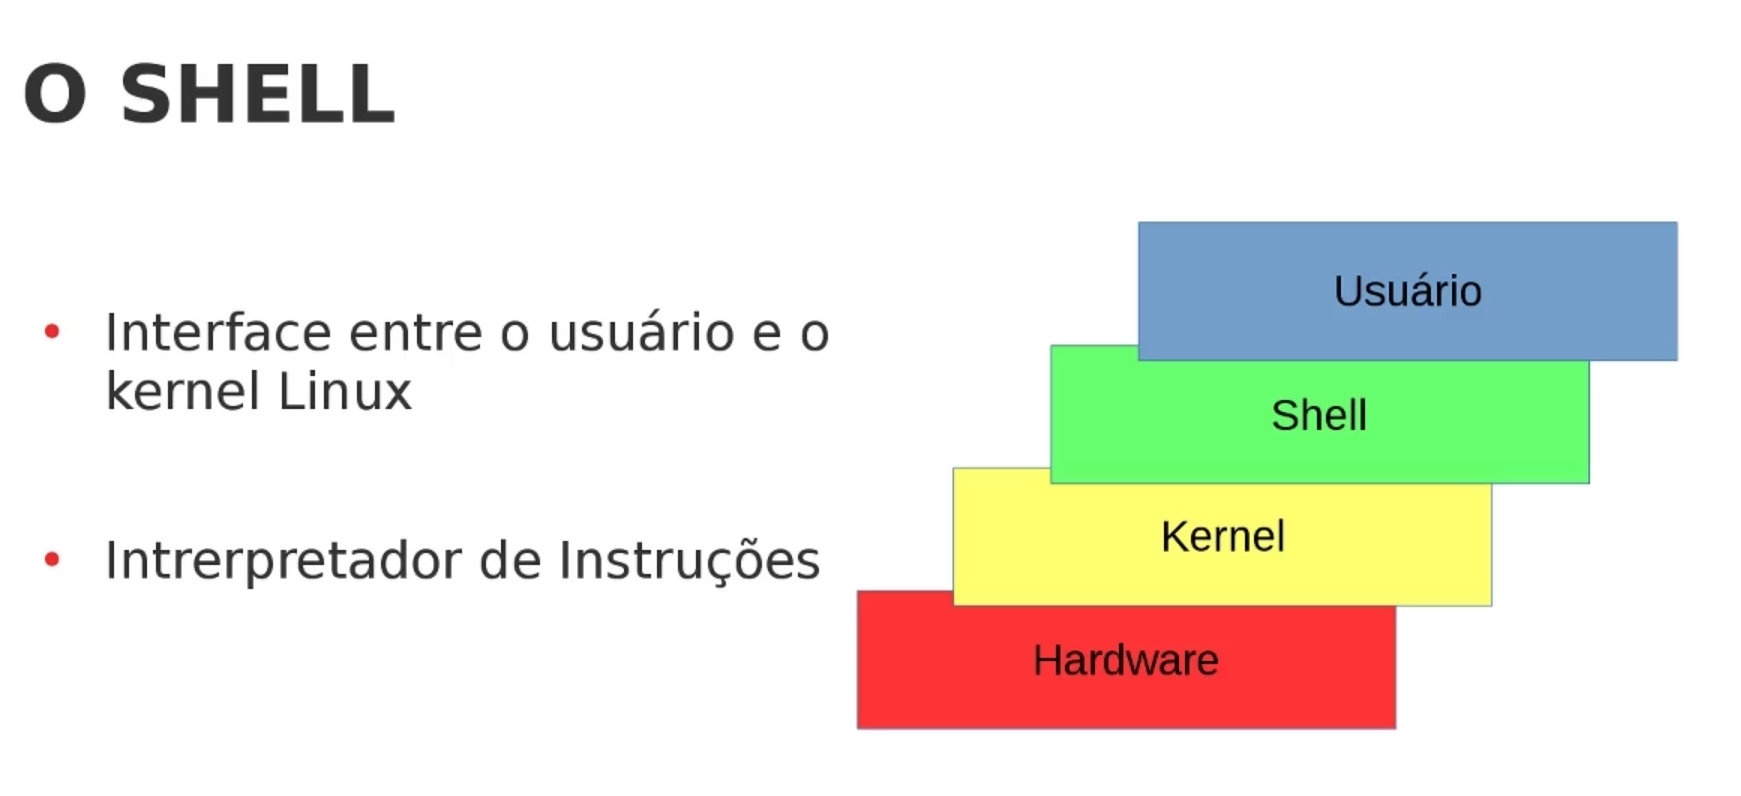 O SHELL
• Interface entre o usuário e o
kernel Linux
• Intrerpretador de Instruções
Usuário
Shell
Kernel
Hardware